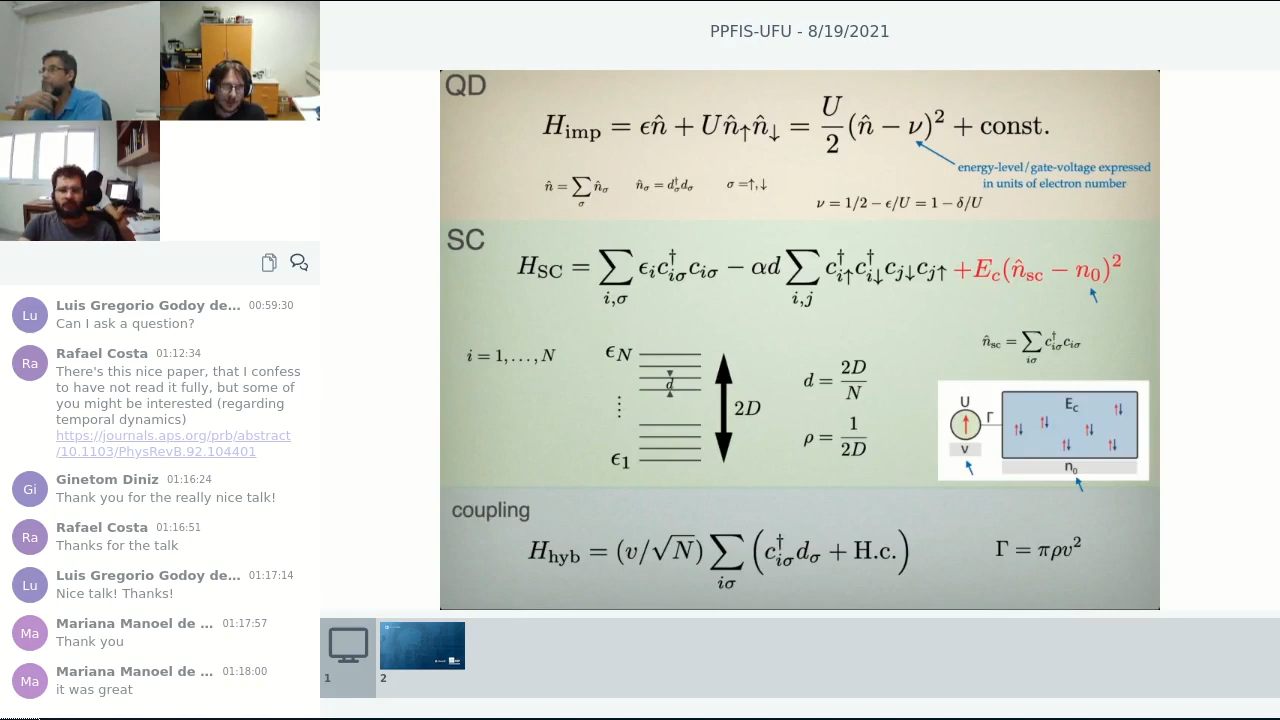 PPFIS-UFU - 8/19/2021
Lu
Luis Gregorio Godoy de... 00:59:30
Can I ask a question?
Ra
Rafael Costa 01:12:34
There's this nice paper, that I confess
to have not read it fully, but some of
you might be interested (regarding
temporal dynamics)
https://journals.aps.org/prb/abstract
/10.1103/PhysRevB.92.104401
Gi
Ginetom Diniz 01:16:24
Thank you for the really nice talk!
Ra
Rafael Costa 01:16:51
Thanks for the talk
Lu
Luis Gregorio Godoy de... 01:17:14
Nice talk! Thanks!
Ma
Mariana Manoel de ... 01:17:57
Thank you
Ma
Mariana Manoel de ... 01:18:00
it was great
QD
H_imp = ϵn̂ + Un̂↑n̂↓ = U/2 (n̂ − ν)² + const.
energy-level/gate-voltage expressed
in units of electron number
n̂ = ∑_σ n̂_σ n̂_σ = d†_σ d_σ σ =↑,↓
ν = 1/2 − ϵ/U = 1 − δ/U
SC
H_SC = ∑_{i,σ} ϵ_i c†_{iσ} c_{iσ} − αd ∑_{i,j} c†_{i↑} c†_{i↓} c_{j↓} c_{j↑} +E_c(n̂_sc − n_0)²
n̂_sc = ∑_{iσ} c†_{iσ} c_{iσ}
i = 1, . . . , N
ϵ_N
d
⋮
2D
ϵ_1
d = 2D/N
ρ = 1/2D
U
Γ
E_C
ν
n_0
coupling
H_hyb = (v/√N) ∑_{iσ} (c†_{iσ} d_σ + H.c.)
Γ = πρv²
1
2